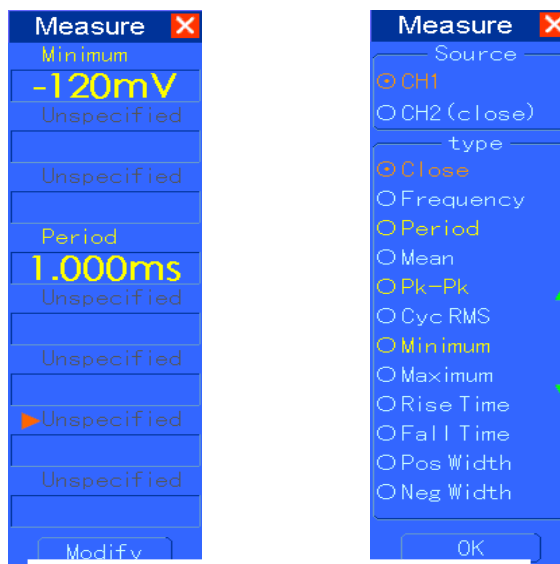 Measure
Minimum
-120mV
Unspecified
Unspecified
Period
1.000ms
Unspecified
Unspecified
Unspecified
Unspecified
Modify
Measure
Source
CH1
CH2(close)
type
Close
Frequency
Period
Mean
Pk-Pk
Cyc RMS
Minimum
Maximum
Rise Time
Fall Time
Pos Width
Neg Width
OK